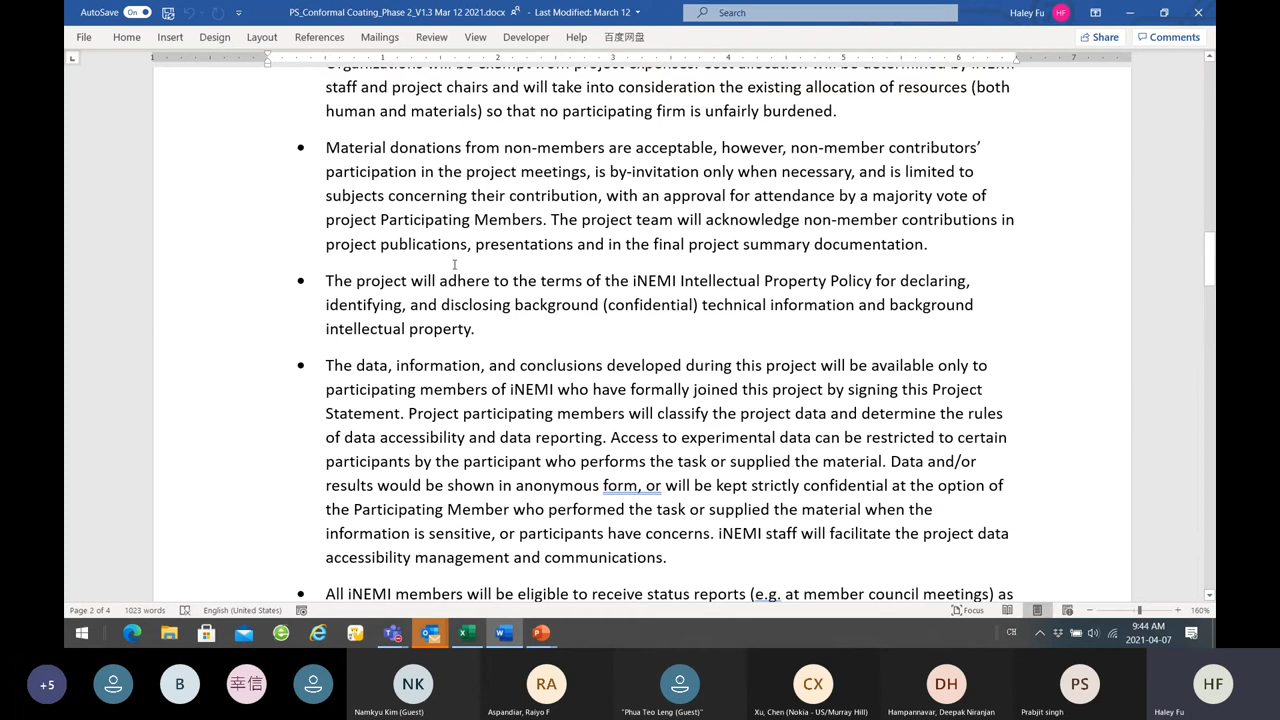 AutoSave On PS_Conformal Coating_Phase 2_V1.3 Mar 12 2021.docx Last Modified: March 12 Search Haley Fu HF
File Home Insert Design Layout References Mailings Review View Developer Help 百度网盘 Share Comments
1 1 2 3 4 5 6 7
staff and project chairs and will take into consideration the existing allocation of resources (both
human and materials) so that no participating firm is unfairly burdened.
• Material donations from non-members are acceptable, however, non-member contributors’
participation in the project meetings, is by-invitation only when necessary, and is limited to
subjects concerning their contribution, with an approval for attendance by a majority vote of
project Participating Members. The project team will acknowledge non-member contributions in
project publications, presentations and in the final project summary documentation.
• The project will adhere to the terms of the iNEMI Intellectual Property Policy for declaring,
identifying, and disclosing background (confidential) technical information and background
intellectual property.
• The data, information, and conclusions developed during this project will be available only to
participating members of iNEMI who have formally joined this project by signing this Project
Statement. Project participating members will classify the project data and determine the rules
of data accessibility and data reporting. Access to experimental data can be restricted to certain
participants by the participant who performs the task or supplied the material. Data and/or
results would be shown in anonymous form, or will be kept strictly confidential at the option of
the Participating Member who performed the task or supplied the material when the
information is sensitive, or participants have concerns. iNEMI staff will facilitate the project data
accessibility management and communications.
• All iNEMI members will be eligible to receive status reports (e.g. at member council meetings) as
Page 2 of 4 1023 words English (United States) Focus 160%
CH 9:44 AM
2021-04-07
+5 B 幸信 NK RA CX DH PS HF
Namkyu Kim (Guest) Aspandiar, Raiyo F "Phua Teo Leng (Guest)" Xu, Chen (Nokia - US/Murray Hill) Hampannavar, Deepak Niranjan Prabjit singh Haley Fu